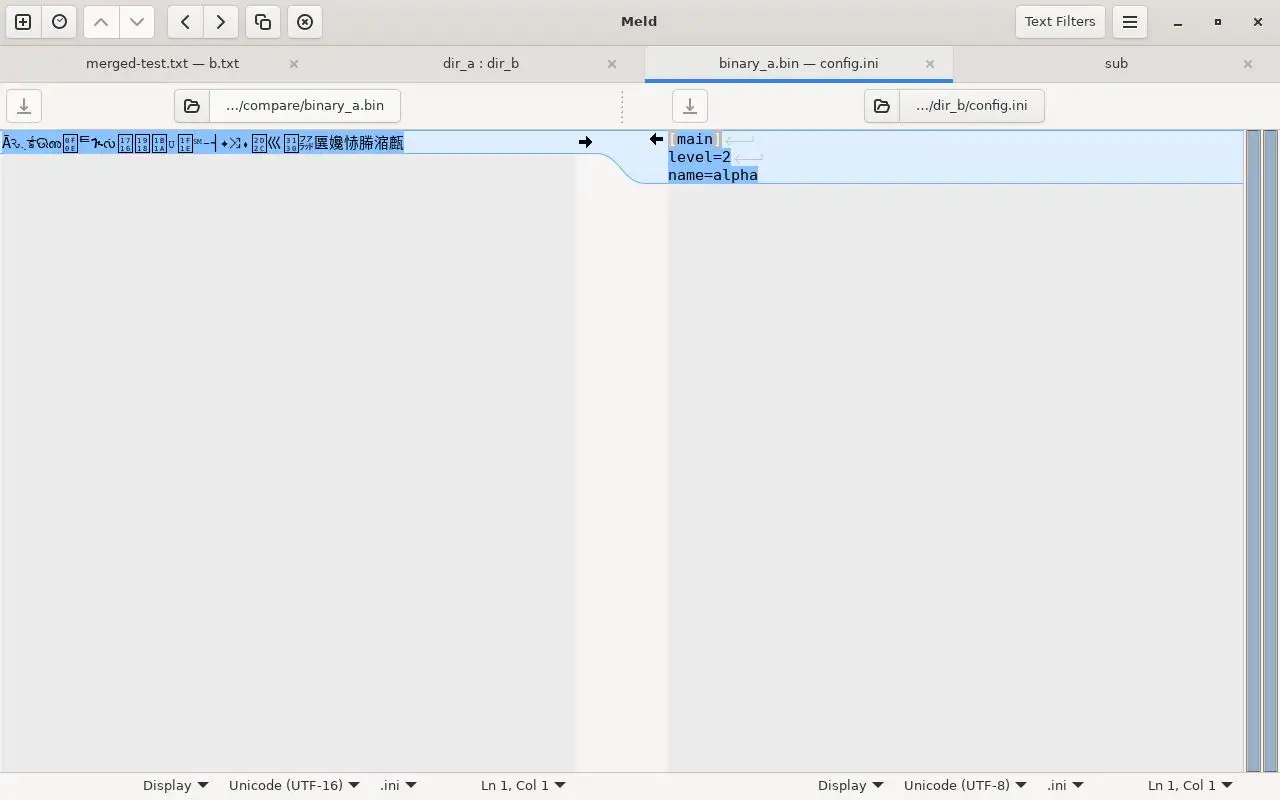 Meld
Text Filters
merged-test.txt — b.txt
dir_a : dir_b
binary_a.bin — config.ini
sub
.../compare/binary_a.bin
.../dir_b/config.ini
[main]
level=2
name=alpha
Display
Unicode (UTF-16)
.ini
Ln 1, Col 1
Display
Unicode (UTF-8)
.ini
Ln 1, Col 1